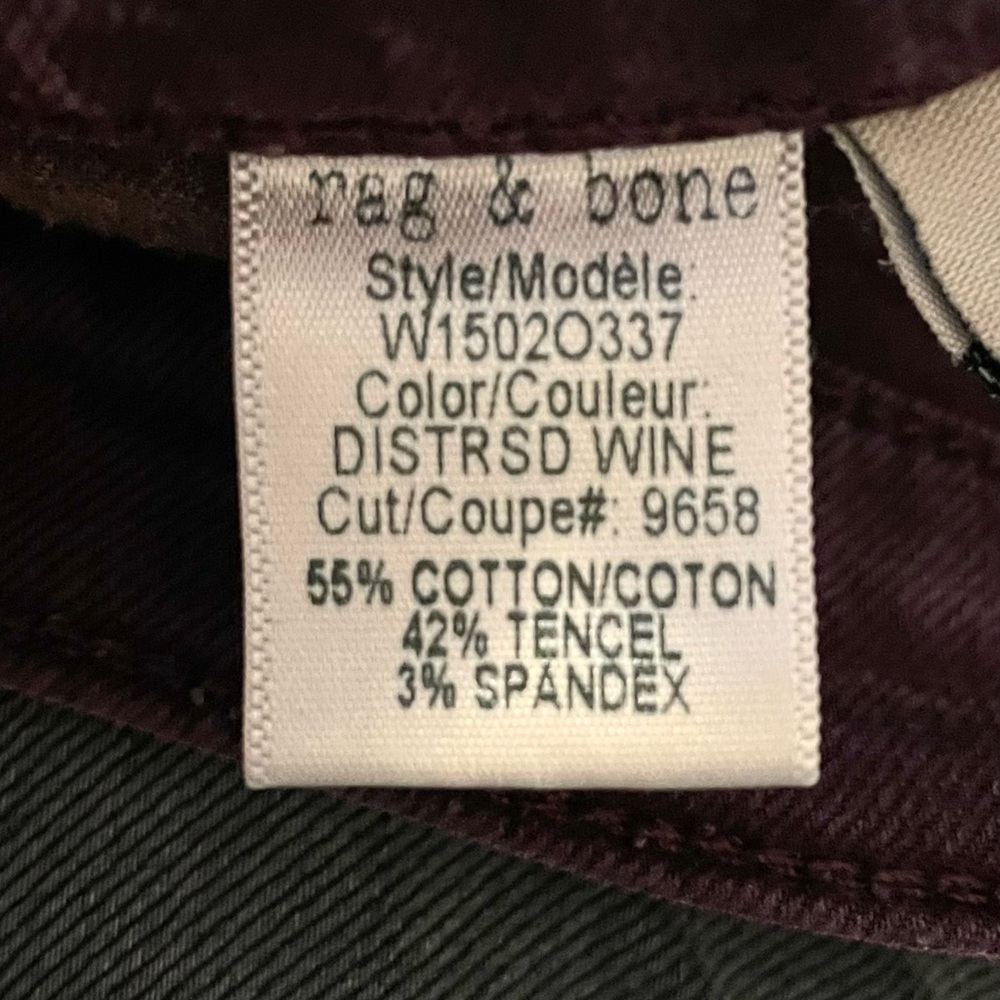 rag & bone
Style/Modèle:
W1502O337
Color/Couleur:
DISTRSD WINE
Cut/Coupe#: 9658
55% COTTON/COTON
42% TENCEL
3% SPANDEX